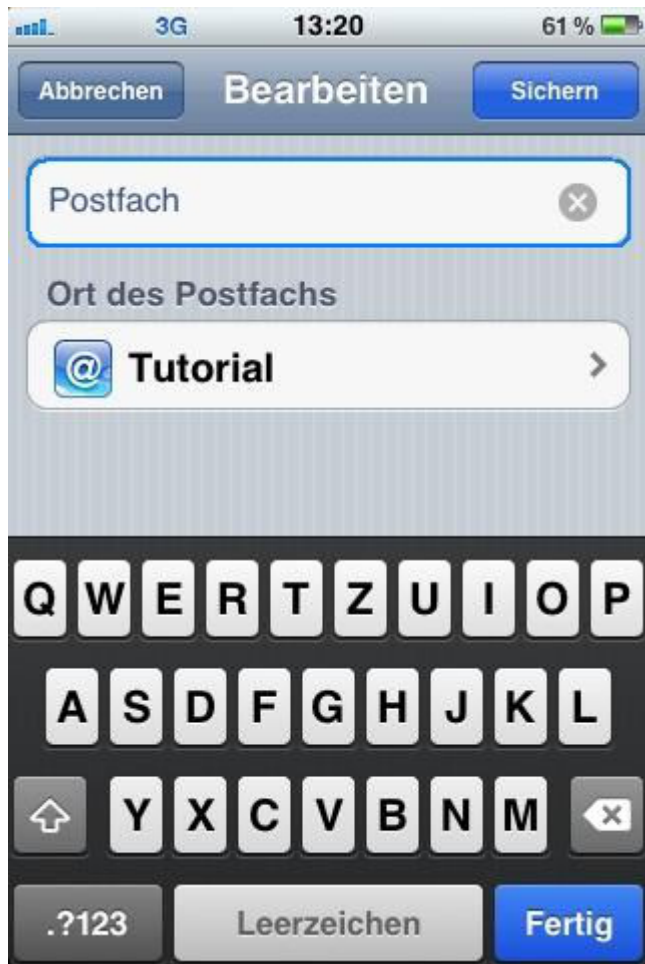 3G 13:20 61 %
Abbrechen Bearbeiten Sichern
Postfach
Ort des Postfachs
@ Tutorial
Q W E R T Z U I O P
A S D F G H J K L
Y X C V B N M
.?123 Leerzeichen Fertig